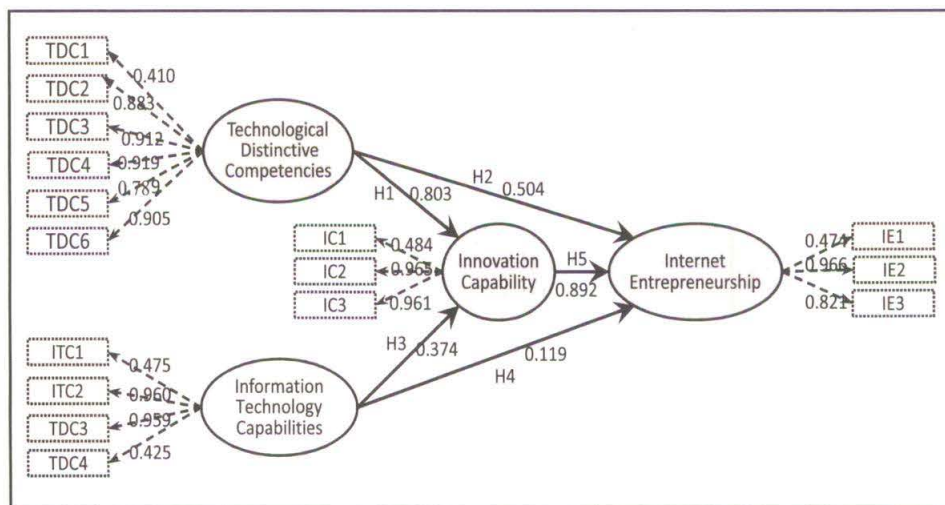 TDC1
TDC2
TDC3
TDC4
TDC5
TDC6
0.410
0.883
0.912
0.919
0.789
0.905
Technological
Distinctive
Competencies
H1
0.803
H2
0.504
IC1
IC2
IC3
0.484
0.965
0.961
Innovation
Capability
H5
0.892
Internet
Entrepreneurship
0.474
0.966
0.821
IE1
IE2
IE3
H3
0.374
0.119
H4
ITC1
ITC2
TDC3
TDC4
0.475
0.960
0.959
0.425
Information
Technology
Capabilities